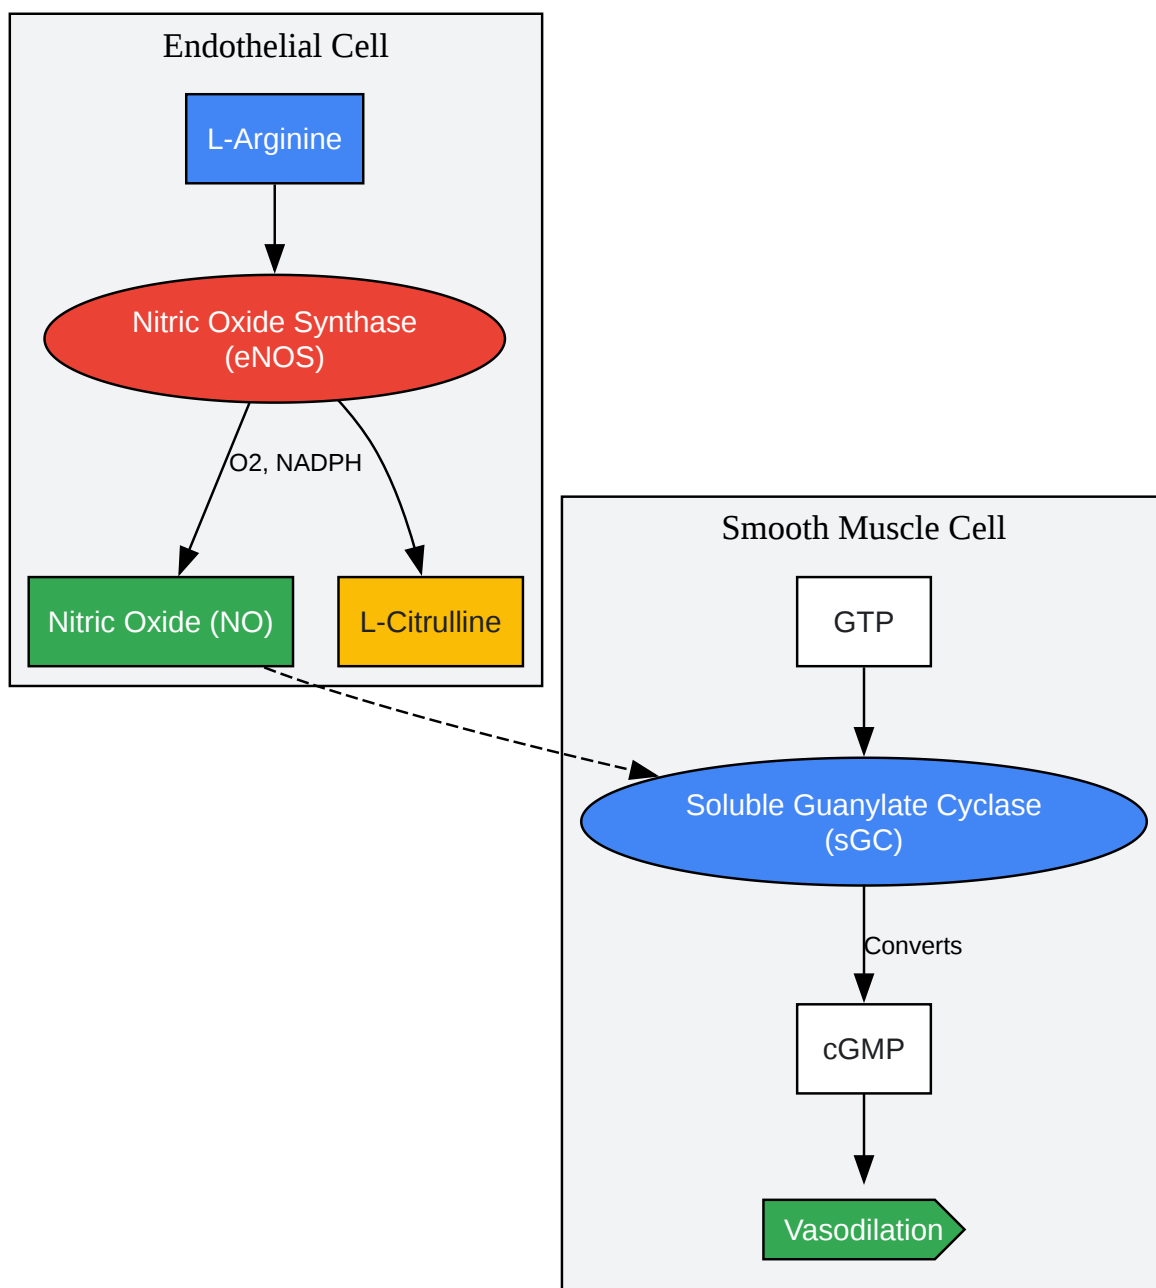 Endothelial Cell
L-Arginine
Nitric Oxide Synthase
(eNOS)
O2, NADPH
Nitric Oxide (NO)
L-Citrulline
Smooth Muscle Cell
GTP
Soluble Guanylate Cyclase
(sGC)
Converts
cGMP
Vasodilation